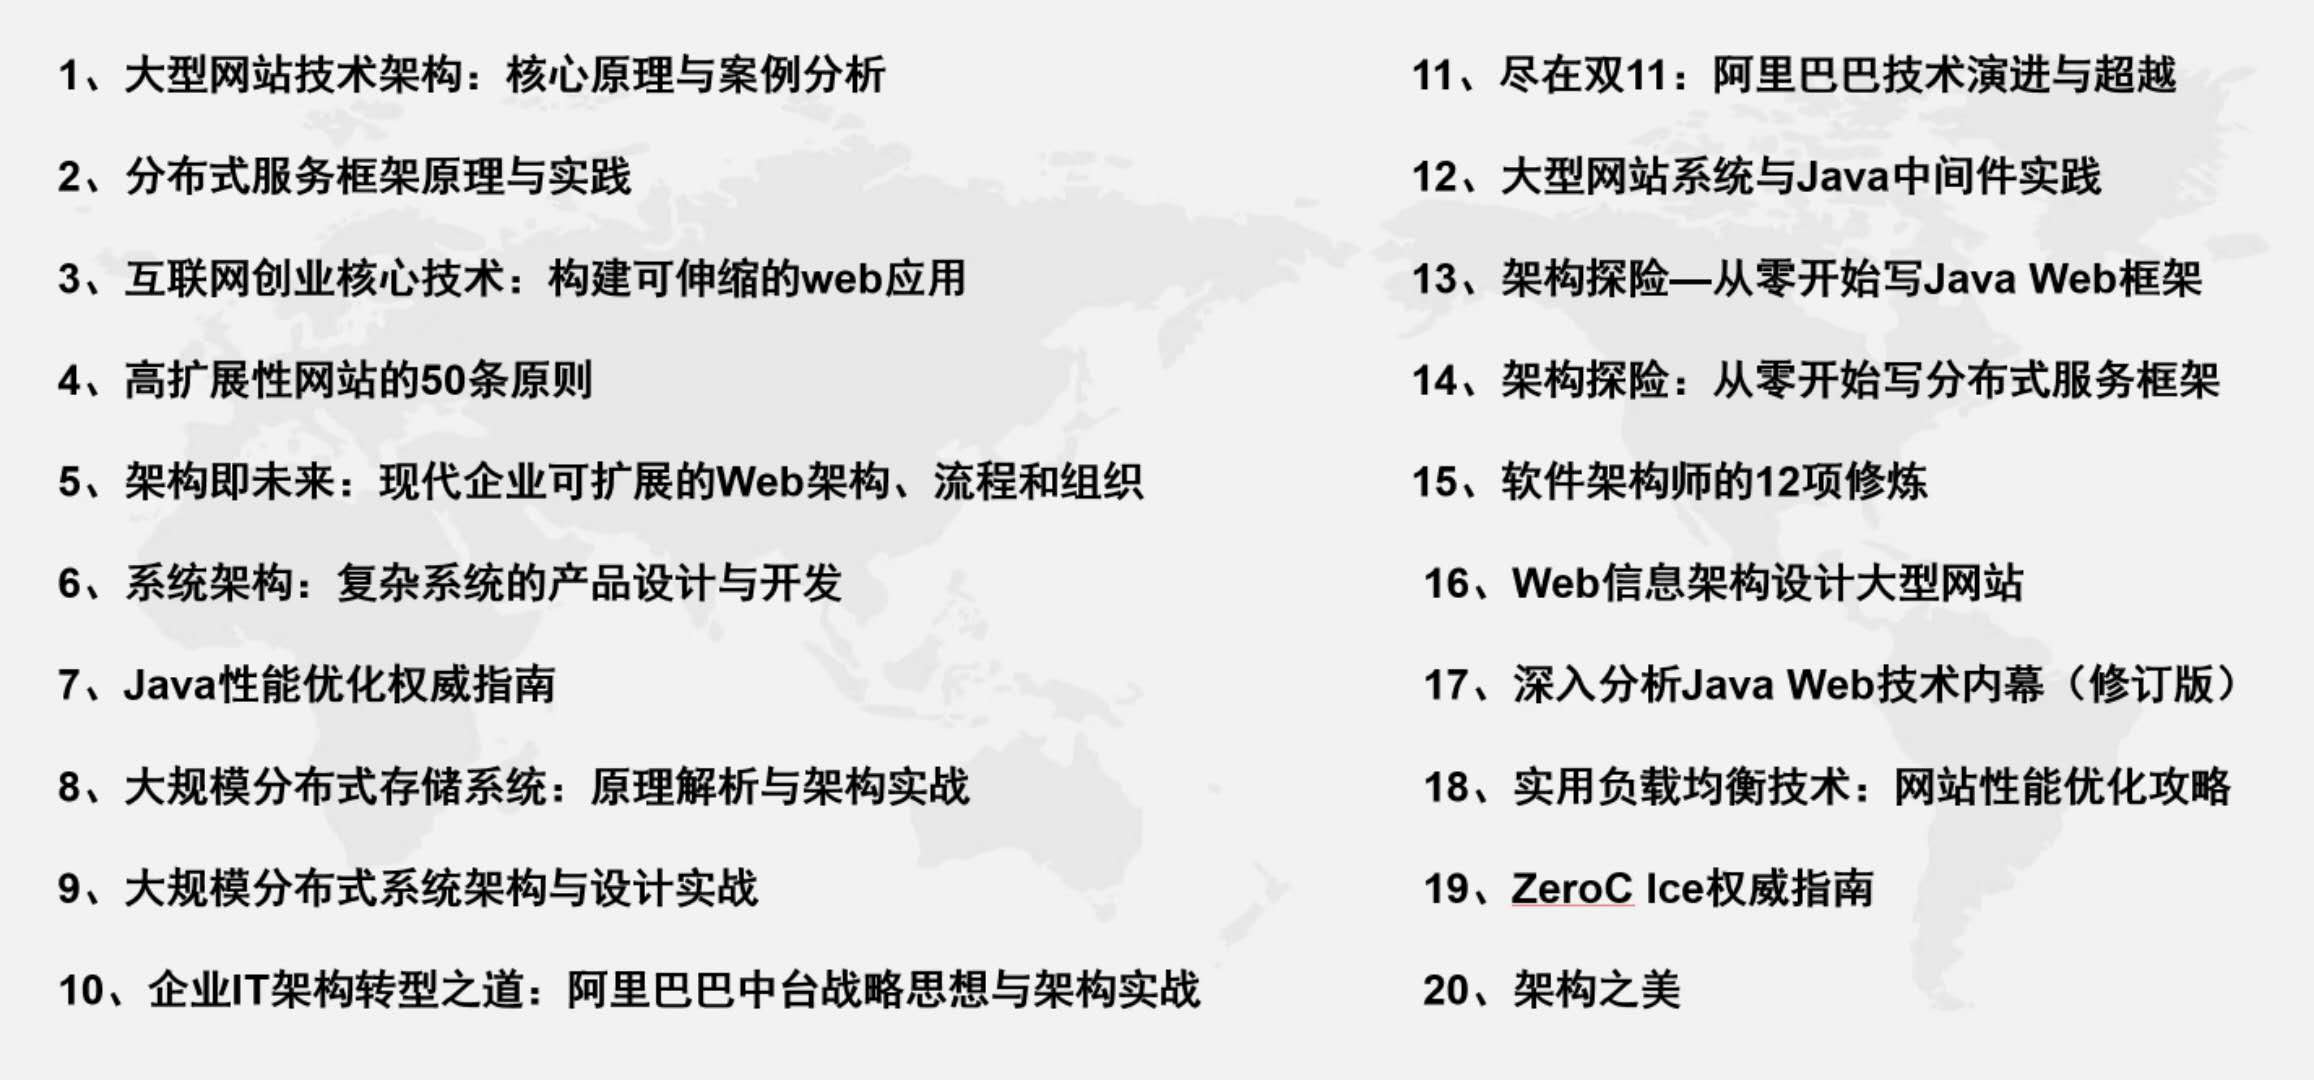 1、大型网站技术架构：核心原理与案例分析
2、分布式服务框架原理与实践
3、互联网创业核心技术：构建可伸缩的web应用
4、高扩展性网站的50条原则
5、架构即未来：现代企业可扩展的Web架构、流程和组织
6、系统架构：复杂系统的产品设计与开发
7、Java性能优化权威指南
8、大规模分布式存储系统：原理解析与架构实战
9、大规模分布式系统架构与设计实战
10、企业IT架构转型之道：阿里巴巴中台战略思想与架构实战
11、尽在双11：阿里巴巴技术演进与超越
12、大型网站系统与Java中间件实践
13、架构探险—从零开始写Java Web框架
14、架构探险：从零开始写分布式服务框架
15、软件架构师的12项修炼
16、Web信息架构设计大型网站
17、深入分析Java Web技术内幕（修订版）
18、实用负载均衡技术：网站性能优化攻略
19、ZeroC Ice权威指南
20、架构之美